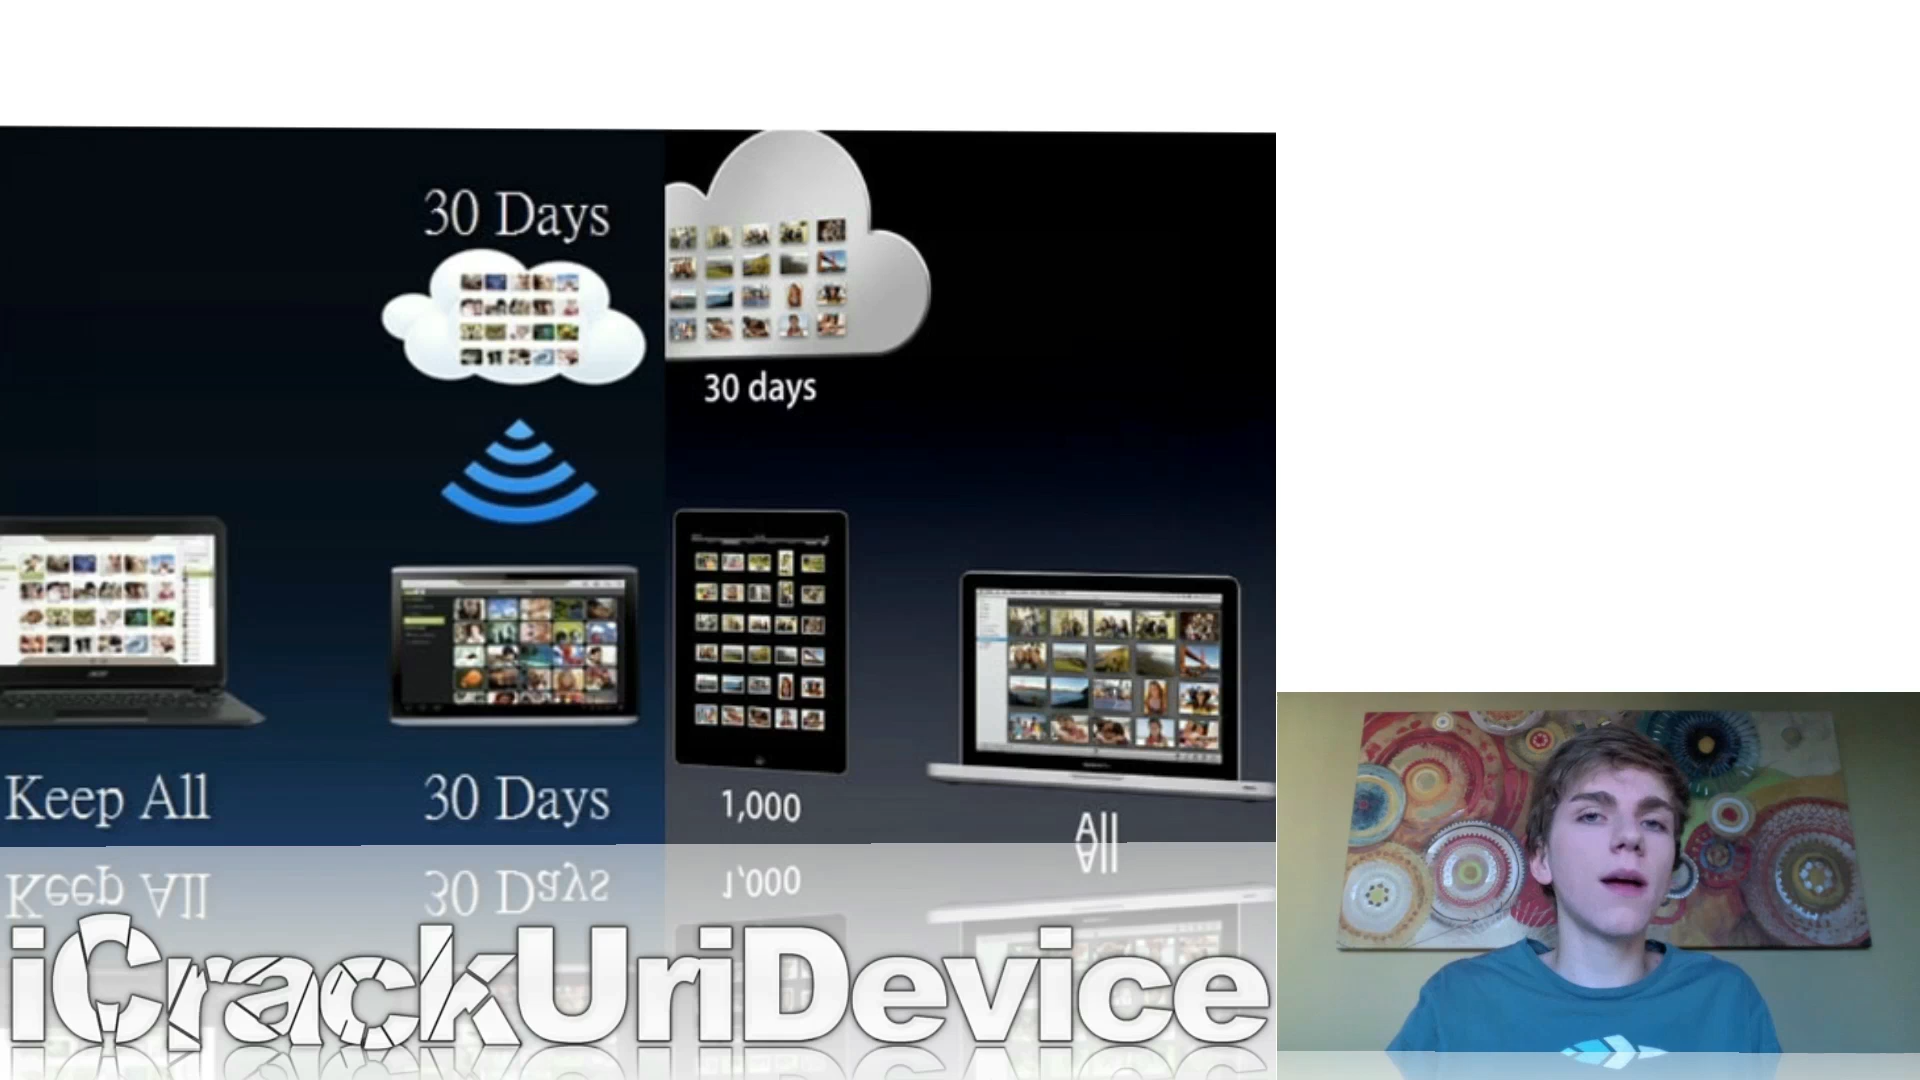 30 Days
30 days
Keep All
30 Days
1,000
All
iCrackUriDevice